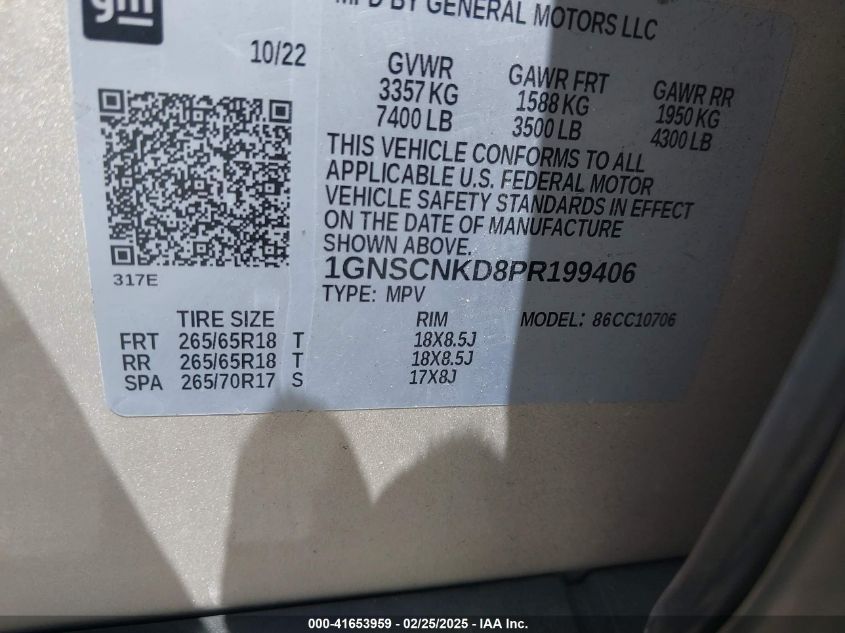 gm
MFD BY GENERAL MOTORS LLC
10/22
GVWR GAWR FRT GAWR RR
3357 KG 1588 KG 1950 KG
7400 LB 3500 LB 4300 LB
THIS VEHICLE CONFORMS TO ALL
APPLICABLE U.S. FEDERAL MOTOR
VEHICLE SAFETY STANDARDS IN EFFECT
ON THE DATE OF MANUFACTURE
SHOWN ABOVE.
1GNSCNKD8PR199406
317E
TYPE: MPV
TIRE SIZE RIM MODEL: 86CC10706
FRT 265/65R18 T 18X8.5J
RR 265/65R18 T 18X8.5J
SPA 265/70R17 S 17X8J
000-41653959 / 02/25/2025 - IAA Inc.